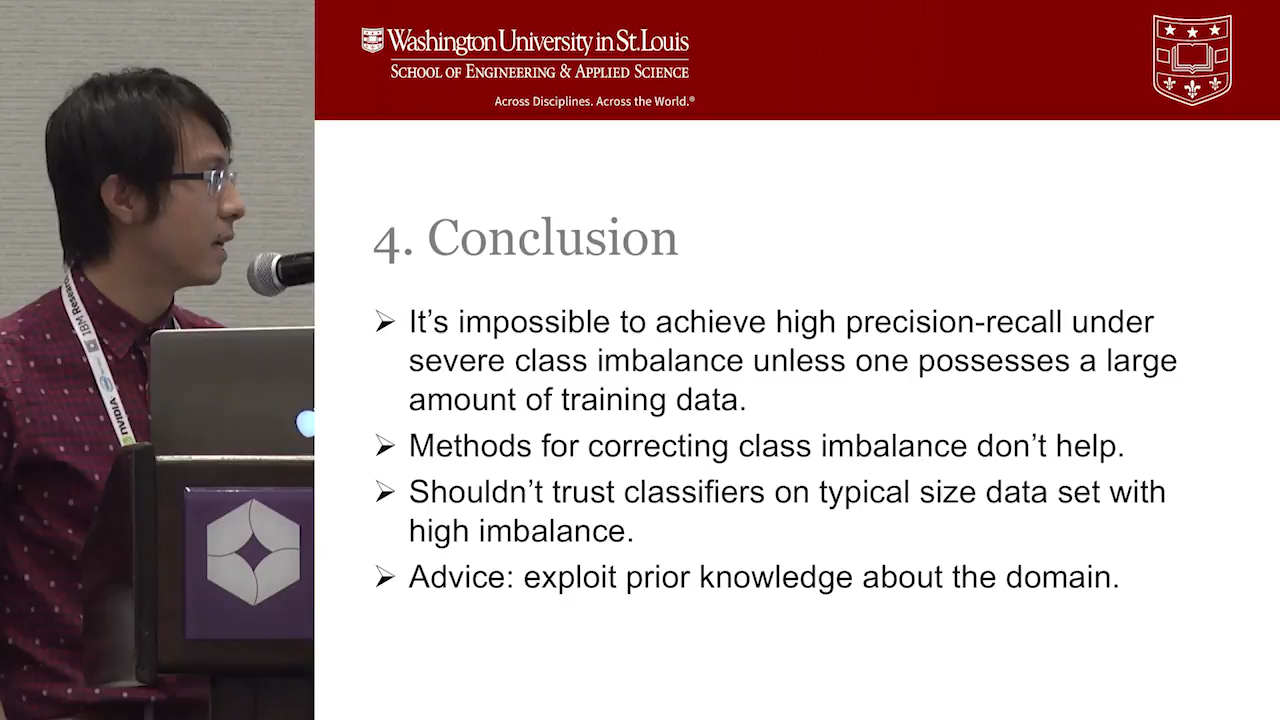 Washington University in St. Louis
SCHOOL OF ENGINEERING & APPLIED SCIENCE
Across Disciplines. Across the World.®
4. Conclusion
➢ It's impossible to achieve high precision-recall under
severe class imbalance unless one possesses a large
amount of training data.
➢ Methods for correcting class imbalance don't help.
➢ Shouldn't trust classifiers on typical size data set with
high imbalance.
➢ Advice: exploit prior knowledge about the domain.
IBM Research
NVIDIA